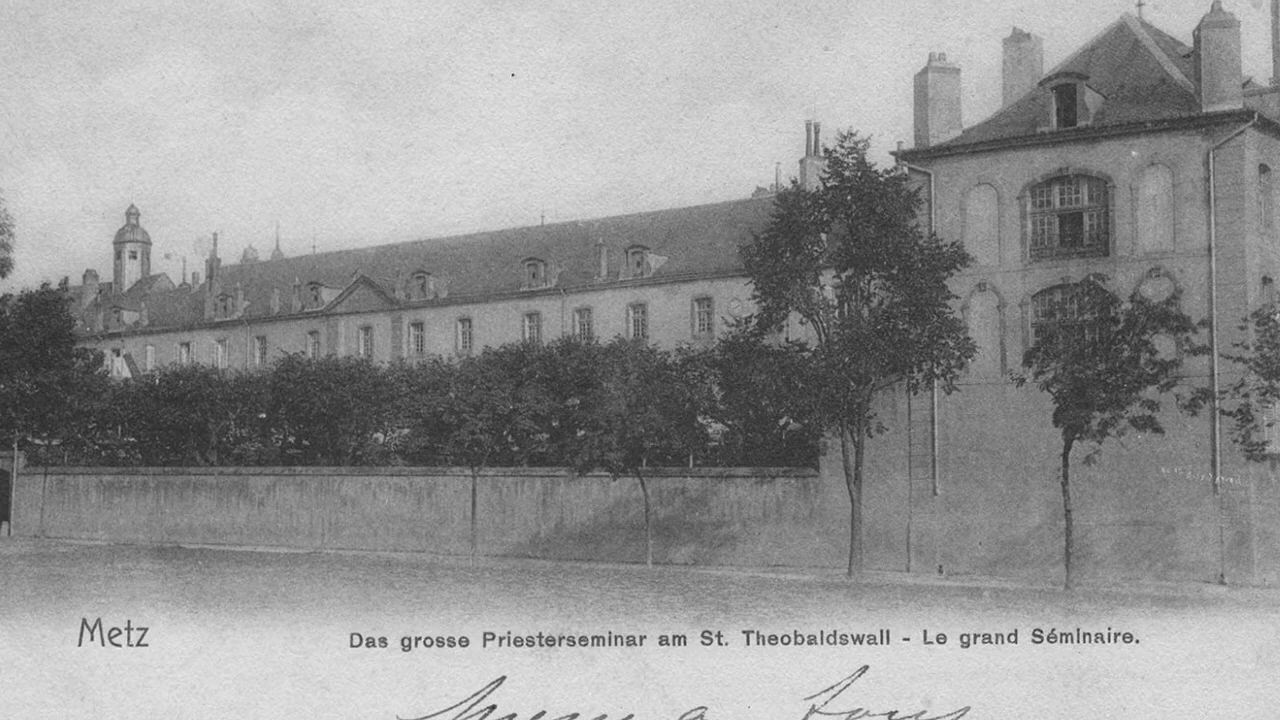 Metz
Das grosse Priesterseminar am St. Theobaldswall - Le grand Séminaire.